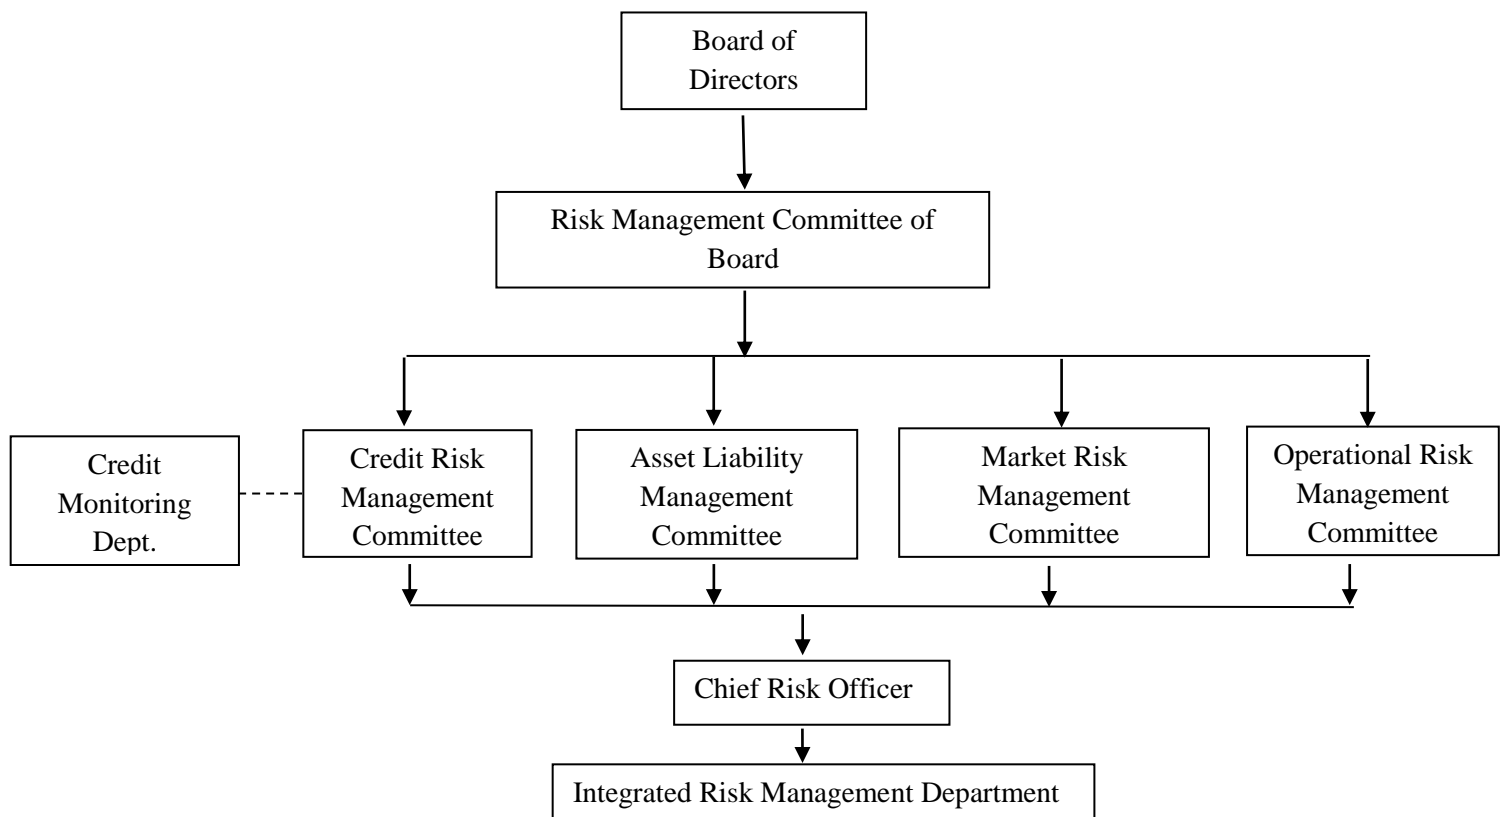 Board of
Directors
Risk Management Committee of
Board
Credit
Monitoring
Dept.
Credit Risk
Management
Committee
Asset Liability
Management
Committee
Market Risk
Management
Committee
Operational Risk
Management
Committee
Chief Risk Officer
Integrated Risk Management Department